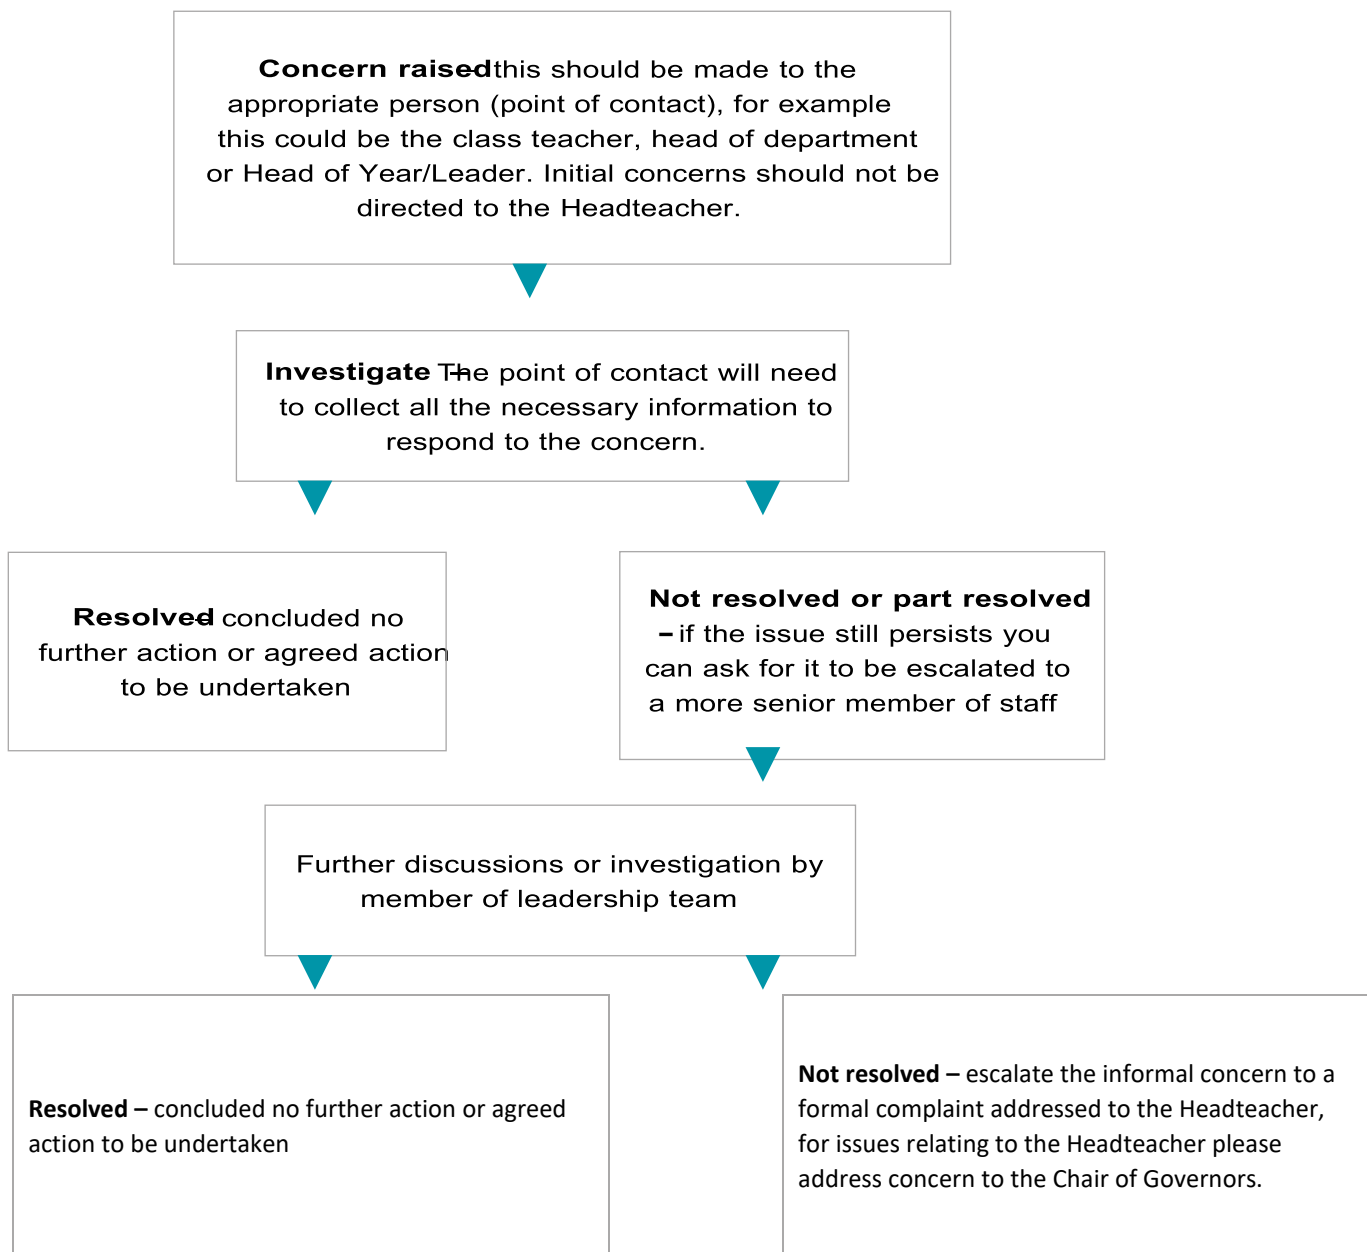 Concern raised – this should be made to the
appropriate person (point of contact), for example
this could be the class teacher, head of department
or Head of Year/Leader. Initial concerns should not be
directed to the Headteacher.
Investigate – The point of contact will need
to collect all the necessary information to
respond to the concern.
Resolved – concluded no
further action or agreed action
to be undertaken
Not resolved or part resolved
– if the issue still persists you
can ask for it to be escalated to
a more senior member of staff
Further discussions or investigation by
member of leadership team
Resolved – concluded no further action or agreed
action to be undertaken
Not resolved – escalate the informal concern to a
formal complaint addressed to the Headteacher,
for issues relating to the Headteacher please
address concern to the Chair of Governors.